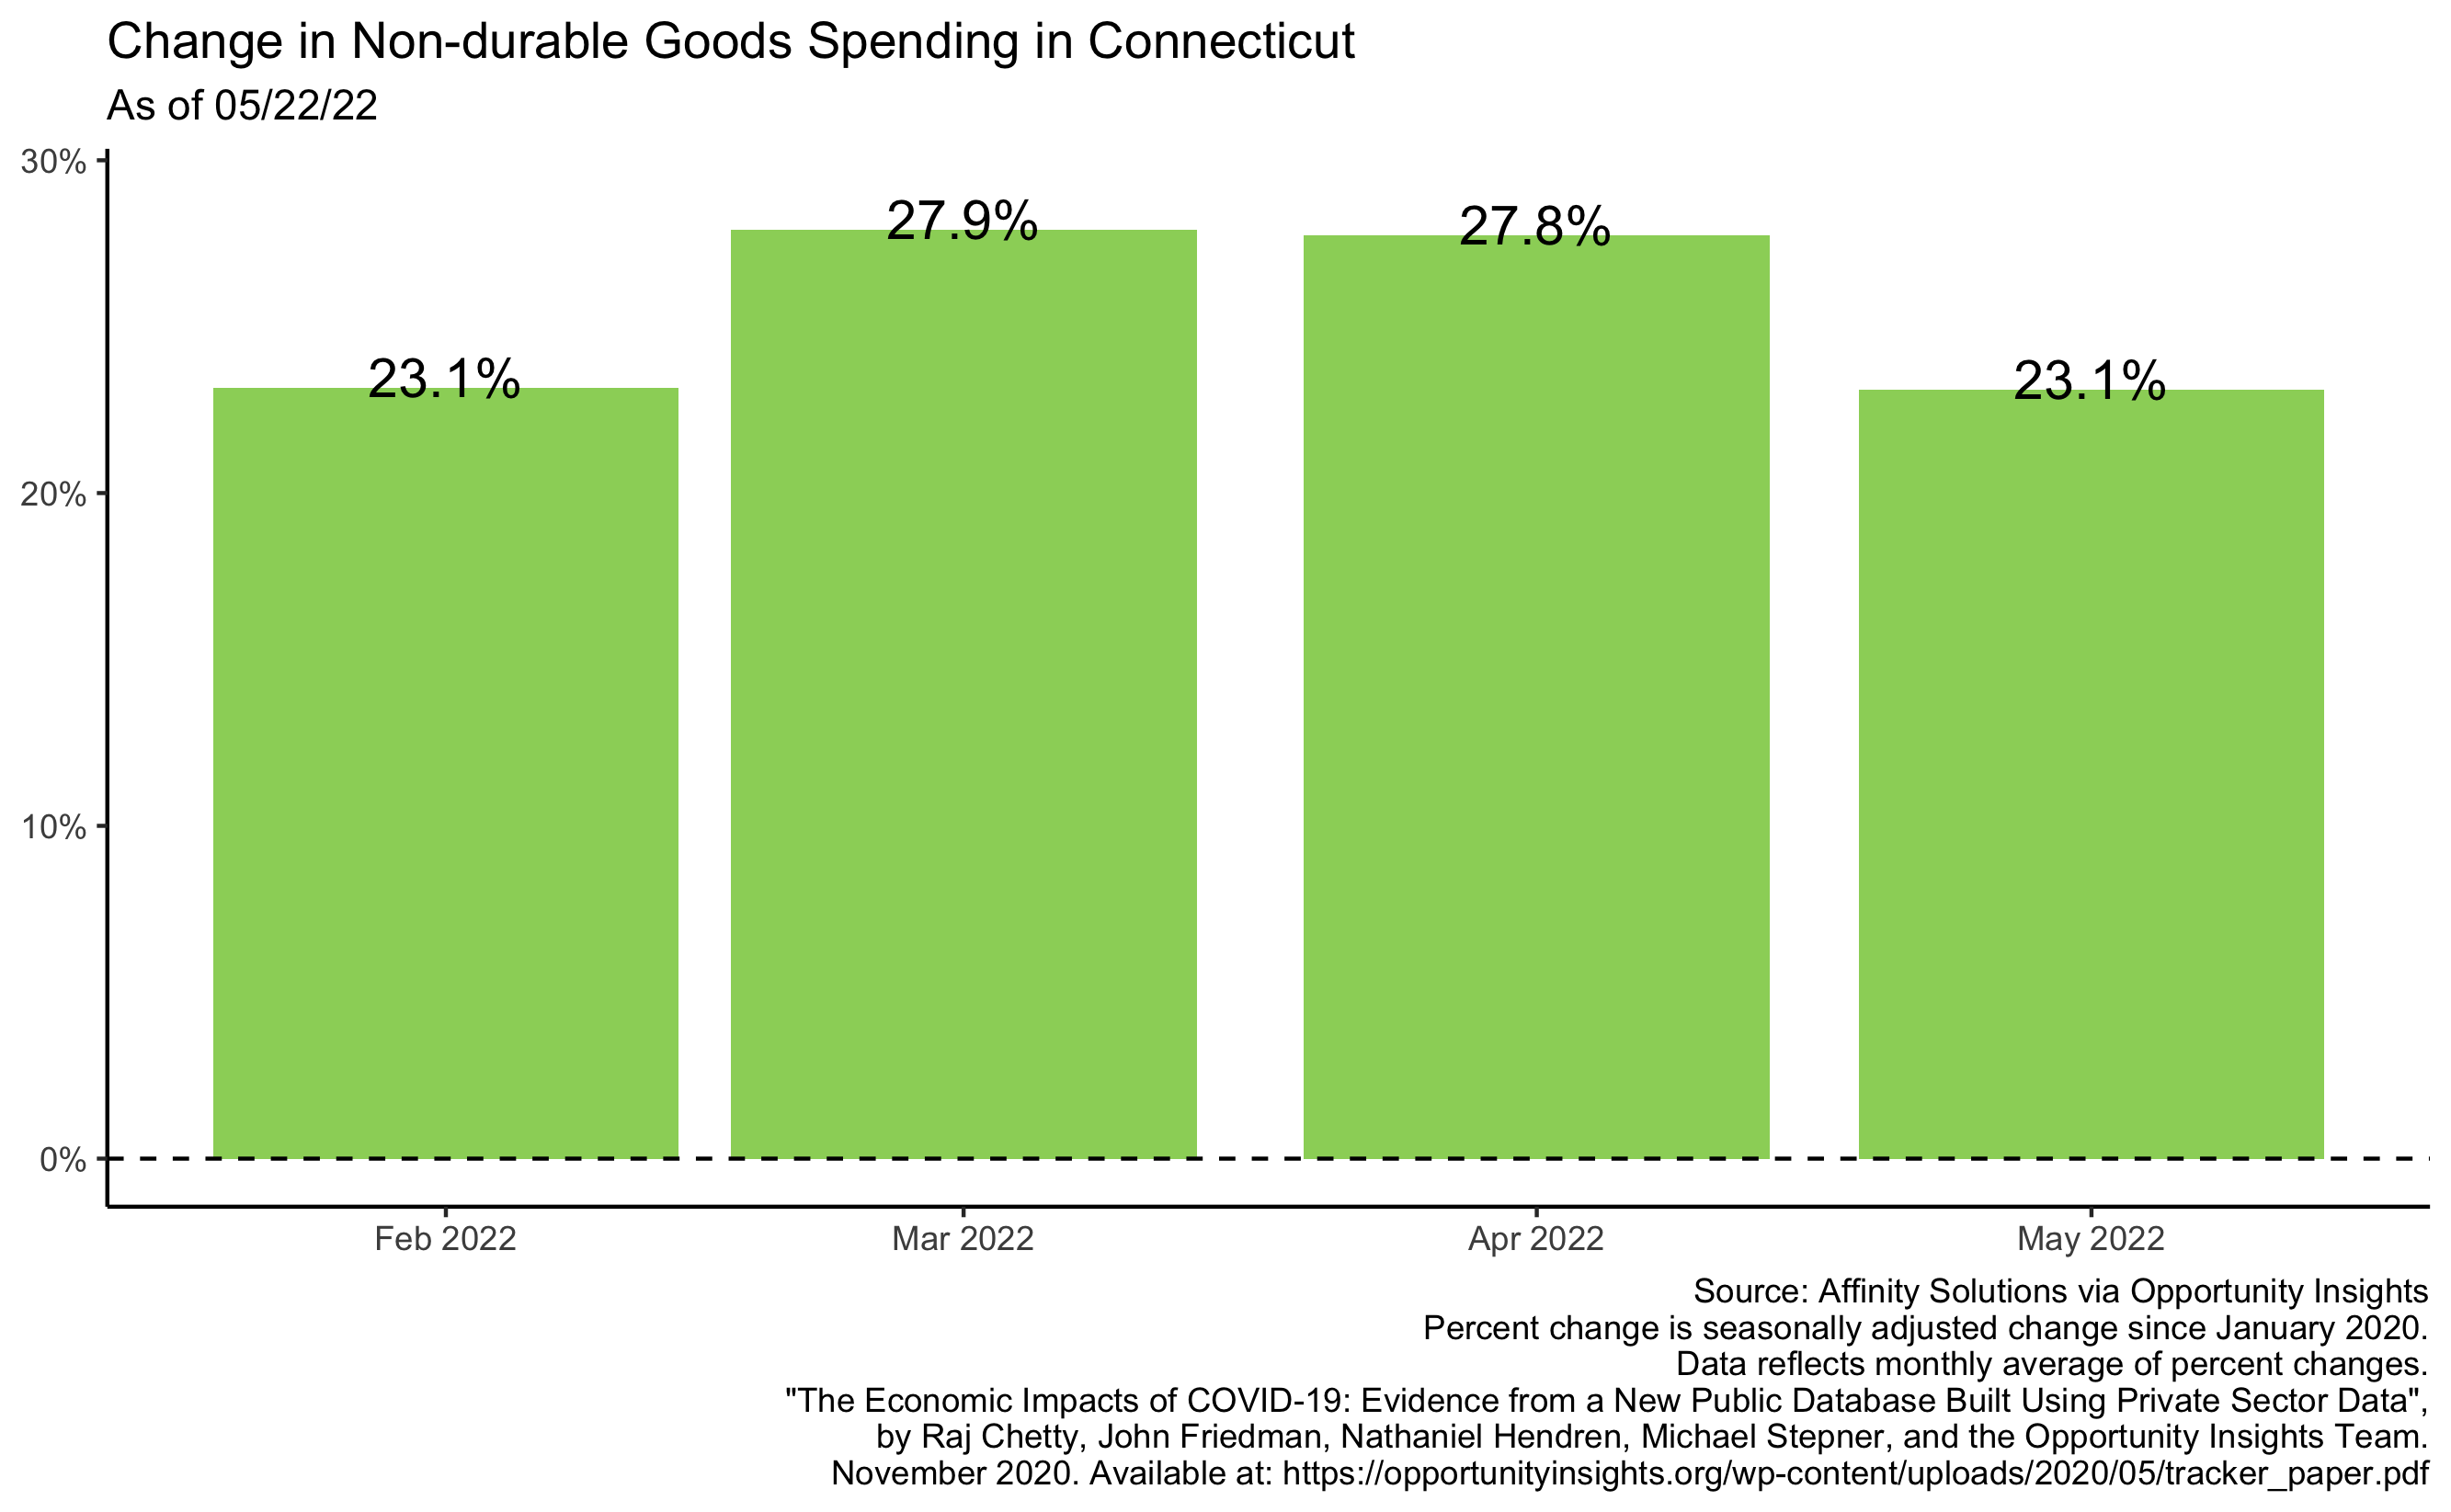 Change in Non-durable Goods Spending in Connecticut
As of 05/22/22
30%
20%
10%
0%
23.1%
27.9%
27.8%
23.1%
Feb 2022
Mar 2022
Apr 2022
May 2022
Source: Affinity Solutions via Opportunity Insights
Percent change is seasonally adjusted change since January 2020.
Data reflects monthly average of percent changes.
"The Economic Impacts of COVID-19: Evidence from a New Public Database Built Using Private Sector Data",
by Raj Chetty, John Friedman, Nathaniel Hendren, Michael Stepner, and the Opportunity Insights Team.
November 2020. Available at: https://opportunityinsights.org/wp-content/uploads/2020/05/tracker_paper.pdf